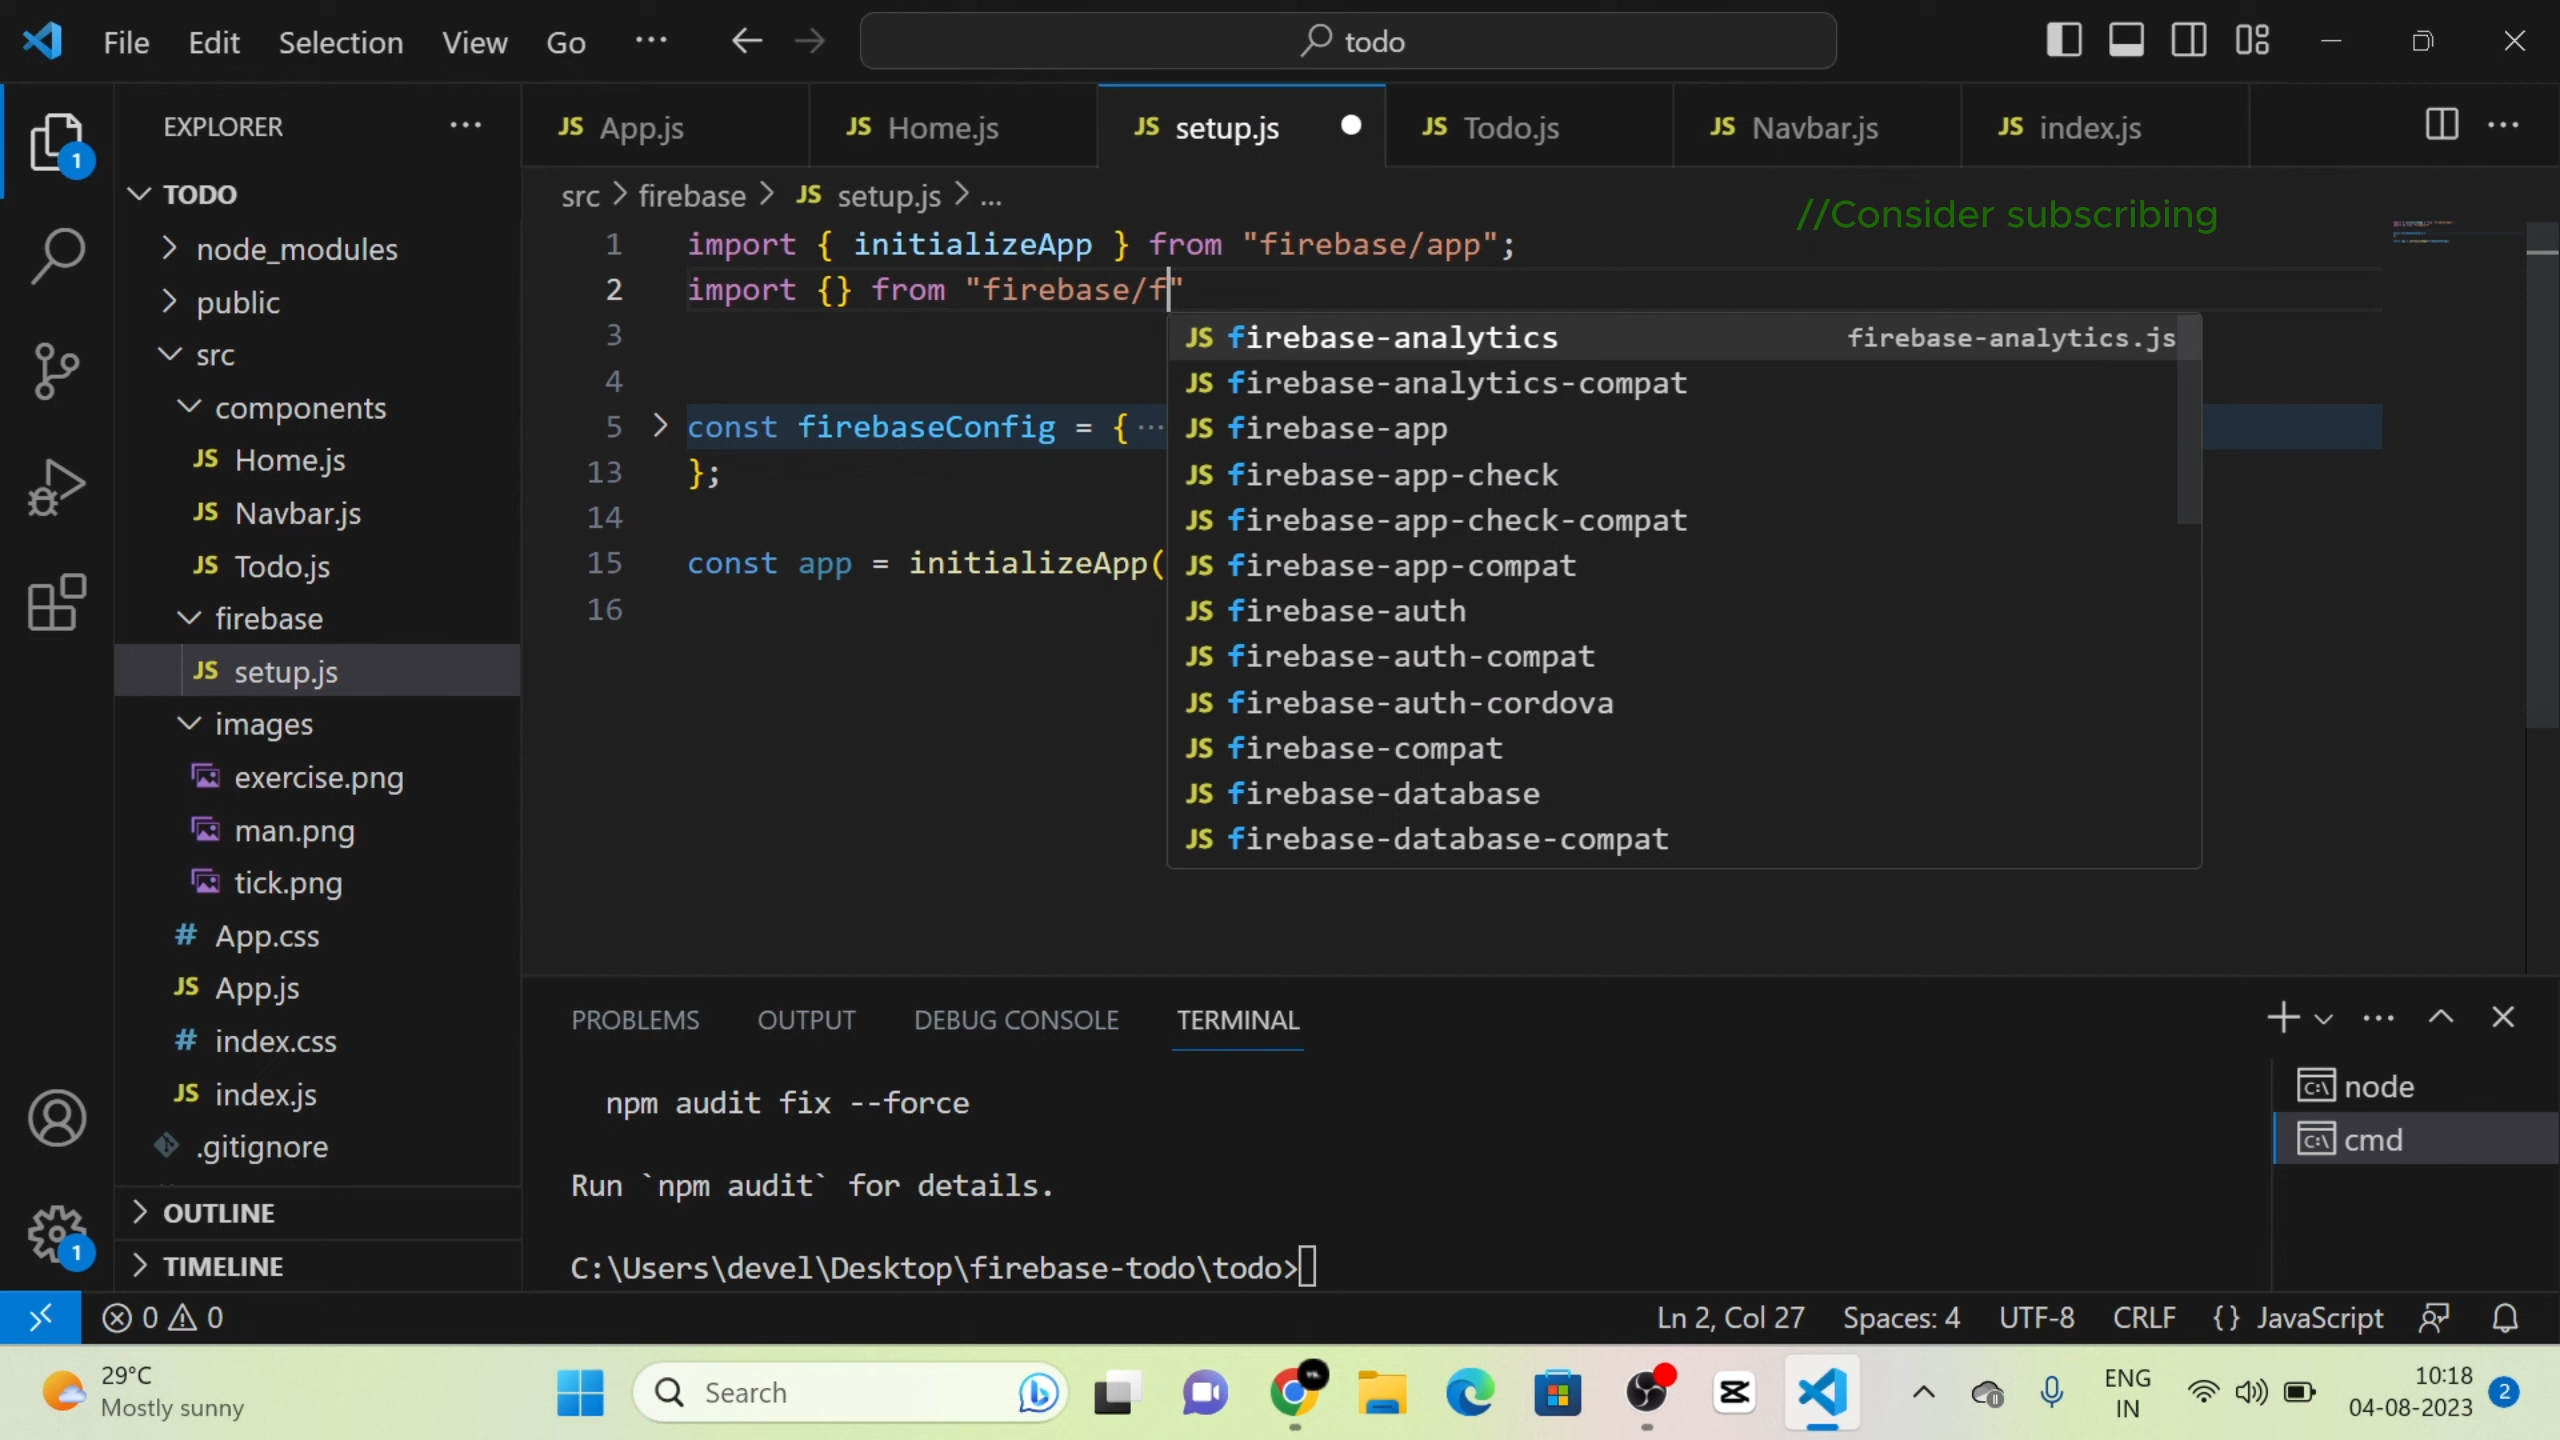 File Edit Selection View Go ··· todo
EXPLORER ···
JS App.js JS Home.js JS setup.js JS Todo.js JS Navbar.js JS index.js
1
TODO
node_modules
public
src
components
JS Home.js
JS Navbar.js
JS Todo.js
firebase
JS setup.js
images
exercise.png
man.png
tick.png
# App.css
JS App.js
# index.css
JS index.js
.gitignore
OUTLINE
TIMELINE
1
src > firebase > JS setup.js > ...
//Consider subscribing
1 import { initializeApp } from "firebase/app";
2 import {} from "firebase/f"
3
4
5 const firebaseConfig = { ···
13 };
14
15 const app = initializeApp(
16
JS firebase-analytics firebase-analytics.js
JS firebase-analytics-compat
JS firebase-app
JS firebase-app-check
JS firebase-app-check-compat
JS firebase-app-compat
JS firebase-auth
JS firebase-auth-compat
JS firebase-auth-cordova
JS firebase-compat
JS firebase-database
JS firebase-database-compat
PROBLEMS OUTPUT DEBUG CONSOLE TERMINAL
npm audit fix --force
Run `npm audit` for details.
C:\Users\devel\Desktop\firebase-todo\todo>
node
cmd
0 0
Ln 2, Col 27 Spaces: 4 UTF-8 CRLF {} JavaScript
29°C
Mostly sunny
Search
ENG
IN
10:18
04-08-2023
2